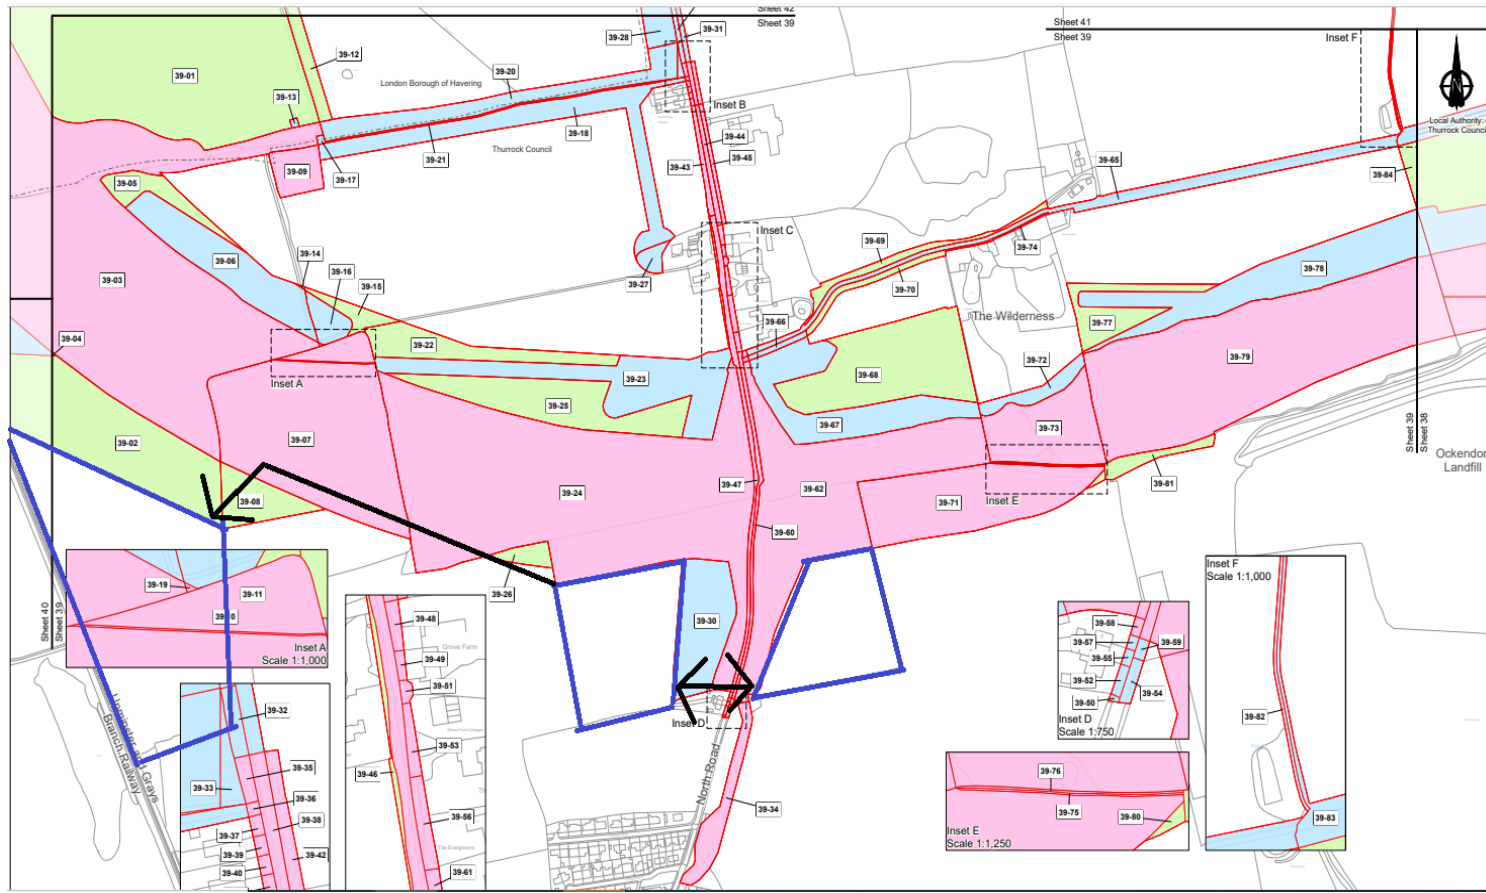 Sheet 42
Sheet 39
Sheet 41
Sheet 39
39-28
39-31
39-12
39-01
Inset F
39-20
London Borough of Havering
39-13
Inset B
Local Authority:
Thurrock Council
39-18
39-44
39-21
Thurrock Council
39-43
39-45
39-65
39-09
39-17
39-84
39-05
Inset C
39-69
39-74
39-14
39-06
39-16
39-78
39-03
39-15
39-27
39-70
The Wilderness
39-66
39-77
39-04
39-22
39-72
39-79
39-23
39-68
Inset A
39-25
39-02
39-07
39-67
39-73
Sheet 39
Sheet 38
Ockendon
Landfill
39-47
39-62
39-81
39-24
39-08
39-71
Inset E
39-60
39-26
39-19
39-11
39-10
Inset A
Scale 1:1,000
Sheet 40
Sheet 39
39-30
39-48
Grove Farm
39-49
39-51
39-53
39-46
39-56
The Evergreens
39-61
Inset D
North Road
39-34
Upminster and Grays
Branch Railway
39-32
39-35
39-33
39-36
39-38
39-37
39-39
39-42
39-40
39-58
39-57
39-59
39-55
39-52
39-54
39-50
Inset D
Scale 1:750
39-76
39-75
39-80
Inset E
Scale 1:1,250
Inset F
Scale 1:1,000
39-82
39-83